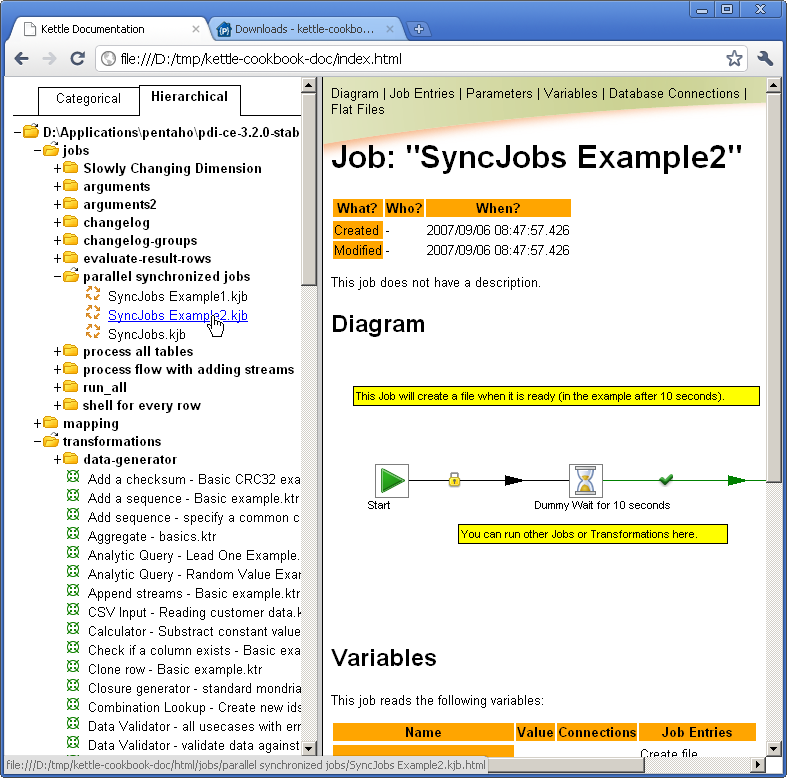 Kettle Documentation
Downloads - kettle-cookbo...
file:///D:/tmp/kettle-cookbook-doc/index.html
Categorical
Hierarchical
D:\Applications\pentaho\pdi-ce-3.2.0-stab
jobs
Slowly Changing Dimension
arguments
arguments2
changelog
changelog-groups
evaluate-result-rows
parallel synchronized jobs
SyncJobs Example1.kjb
SyncJobs Example2.kjb
SyncJobs.kjb
process all tables
process flow with adding streams
run_all
shell for every row
mapping
transformations
data-generator
Add a checksum - Basic CRC32 exa
Add a sequence - Basic example.ktr
Add sequence - specify a common c
Aggregate - basics.ktr
Analytic Query - Lead One Example.
Analytic Query - Random Value Exar
Append streams - Basic example.ktr
CSV Input - Reading customer data.k
Calculator - Substract constant value
Check if a column exists - Basic exa
Clone row - Basic example.ktr
Closure generator - standard mondria
Combination Lookup - Create new ids
Data Validator - all usecases with err
Data Validator - validate data against
Diagram | Job Entries | Parameters | Variables | Database Connections |
Flat Files
Job: "SyncJobs Example2"
What? Who? When?
Created - 2007/09/06 08:47:57.426
Modified - 2007/09/06 08:47:57.426
This job does not have a description.
Diagram
This Job will create a file when it is ready (in the example after 10 seconds).
Start
Dummy Wait for 10 seconds
You can run other Jobs or Transformations here.
Variables
This job reads the following variables:
Name Value Connections Job Entries
Create file
file:///D:/tmp/kettle-cookbook-doc/html/jobs/parallel synchronized jobs/SyncJobs Example2.kjb.html